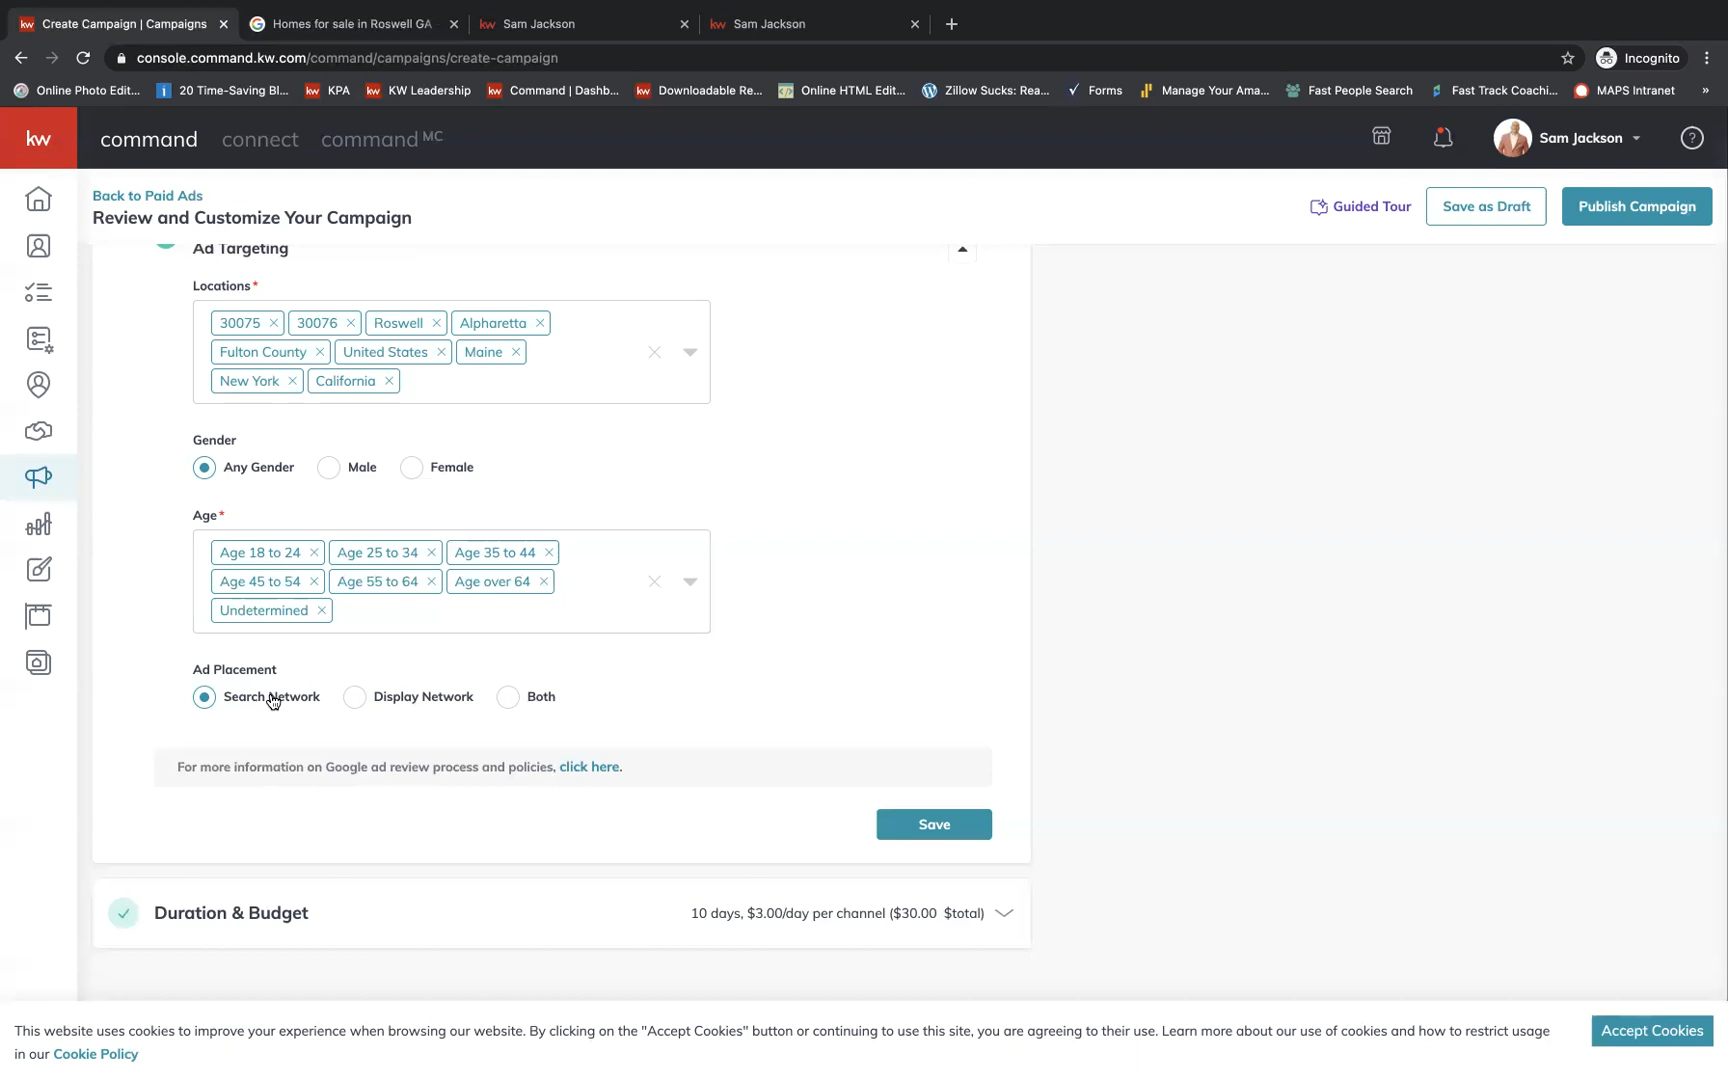 Create Campaign | Campaigns
Homes for sale in Roswell GA
kw Sam Jackson
kw Sam Jackson
console.command.kw.com/command/campaigns/create-campaign
Incognito
Online Photo Edit...
20 Time-Saving Bl...
KPA
KW Leadership
Command | Dashb...
Downloadable Re...
Online HTML Edit...
Zillow Sucks: Rea...
Forms
Manage Your Ama...
Fast People Search
Fast Track Coachi...
MAPS Intranet
»
kw
command
connect
command MC
Sam Jackson
Back to Paid Ads
Review and Customize Your Campaign
Guided Tour
Save as Draft
Publish Campaign
Ad Targeting
Locations*
30075 × 30076 × Roswell × Alpharetta ×
Fulton County × United States × Maine ×
New York × California ×
Gender
Any Gender Male Female
Age*
Age 18 to 24 × Age 25 to 34 × Age 35 to 44 ×
Age 45 to 54 × Age 55 to 64 × Age over 64 ×
Undetermined ×
Ad Placement
Search Network Display Network Both
For more information on Google ad review process and policies, click here.
Save
Duration & Budget
10 days, $3.00/day per channel ($30.00 $total)
This website uses cookies to improve your experience when browsing our website. By clicking on the "Accept Cookies" button or continuing to use this site, you are agreeing to their use. Learn more about our use of cookies and how to restrict usage
in our Cookie Policy
Accept Cookies